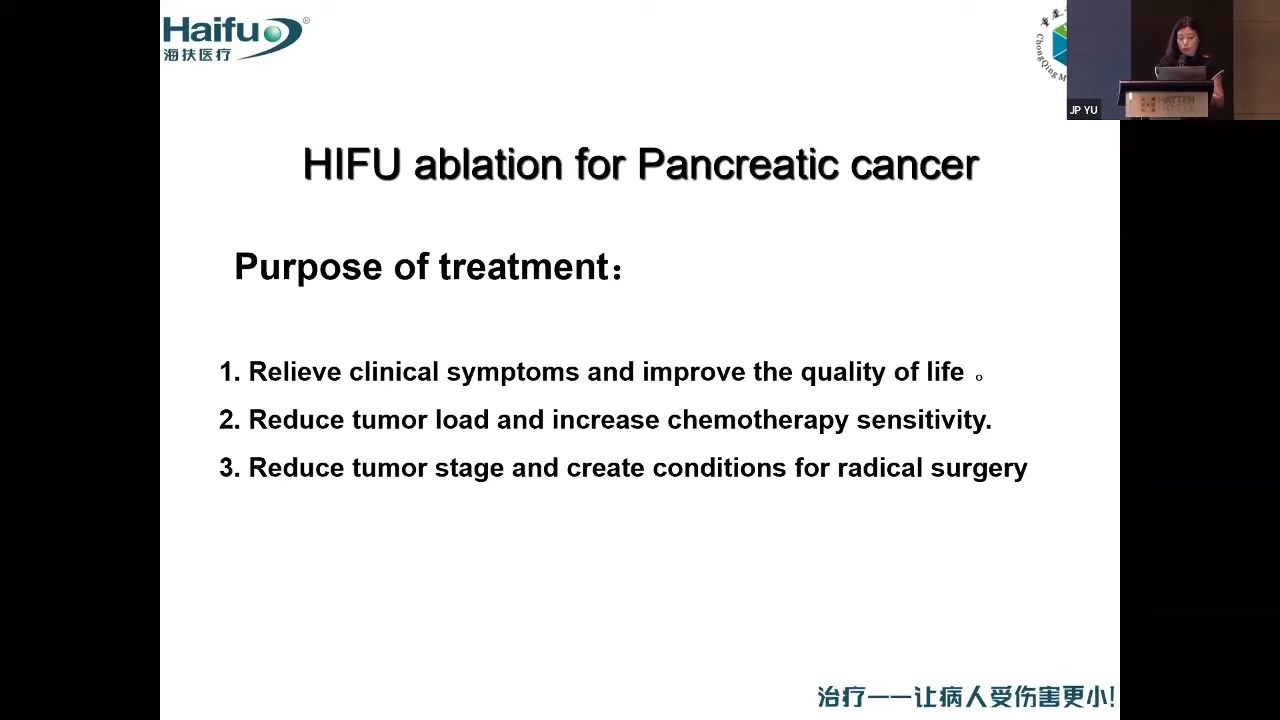 Haifu®
海扶医疗
ChongQing M
JP YU
HATTEN
HIFU ablation for Pancreatic cancer
Purpose of treatment：
1. Relieve clinical symptoms and improve the quality of life 。
2. Reduce tumor load and increase chemotherapy sensitivity.
3. Reduce tumor stage and create conditions for radical surgery
治疗——让病人受伤害更小!